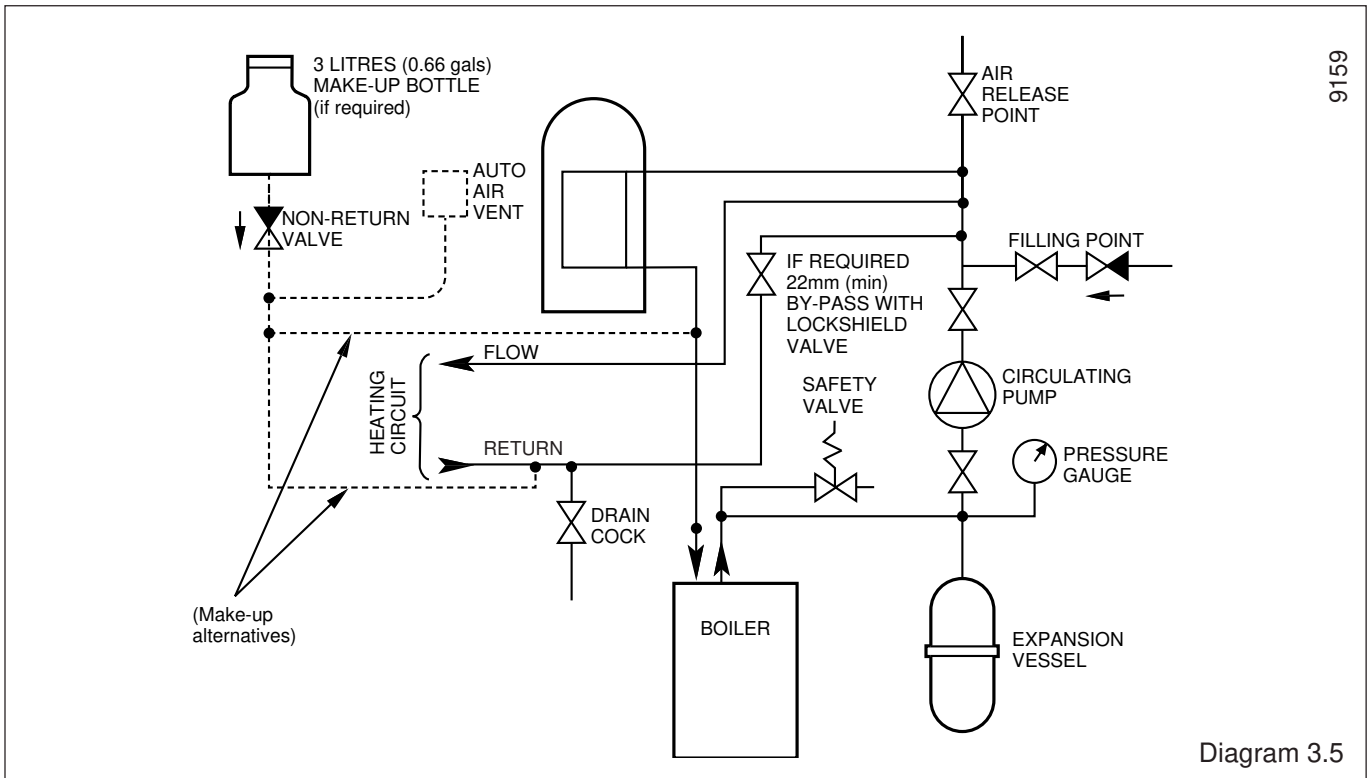 3 LITRES (0.66 gals)
MAKE-UP BOTTLE
(if required)
AUTO
AIR
VENT
NON-RETURN
VALVE
AIR
RELEASE
POINT
9159
FILLING POINT
IF REQUIRED
22mm (min)
BY-PASS WITH
LOCKSHIELD
VALVE
FLOW
HEATING
CIRCUIT
RETURN
SAFETY
VALVE
CIRCULATING
PUMP
PRESSURE
GAUGE
DRAIN
COCK
(Make-up
alternatives)
BOILER
EXPANSION
VESSEL
Diagram 3.5